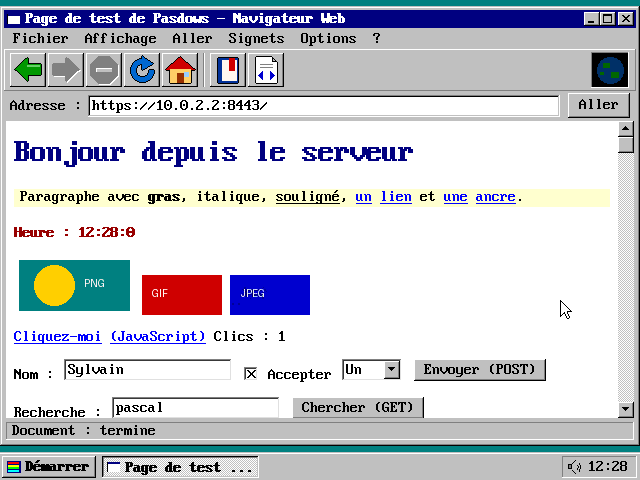 Page de test de Pasdows - Navigateur Web
Fichier Affichage Aller Signets Options ?
Adresse : https://10.0.2.2:8443/ Aller
Bonjour depuis le serveur
Paragraphe avec gras, italique, souligné, un lien et une ancre.
Heure : 12:28:0
PNG GIF JPEG
Cliquez-moi (JavaScript) Clics : 1
Nom : Sylvain Accepter Un Envoyer (POST)
Recherche : pascal Chercher (GET)
Document : termine
Démarrer Page de test ... 12:28